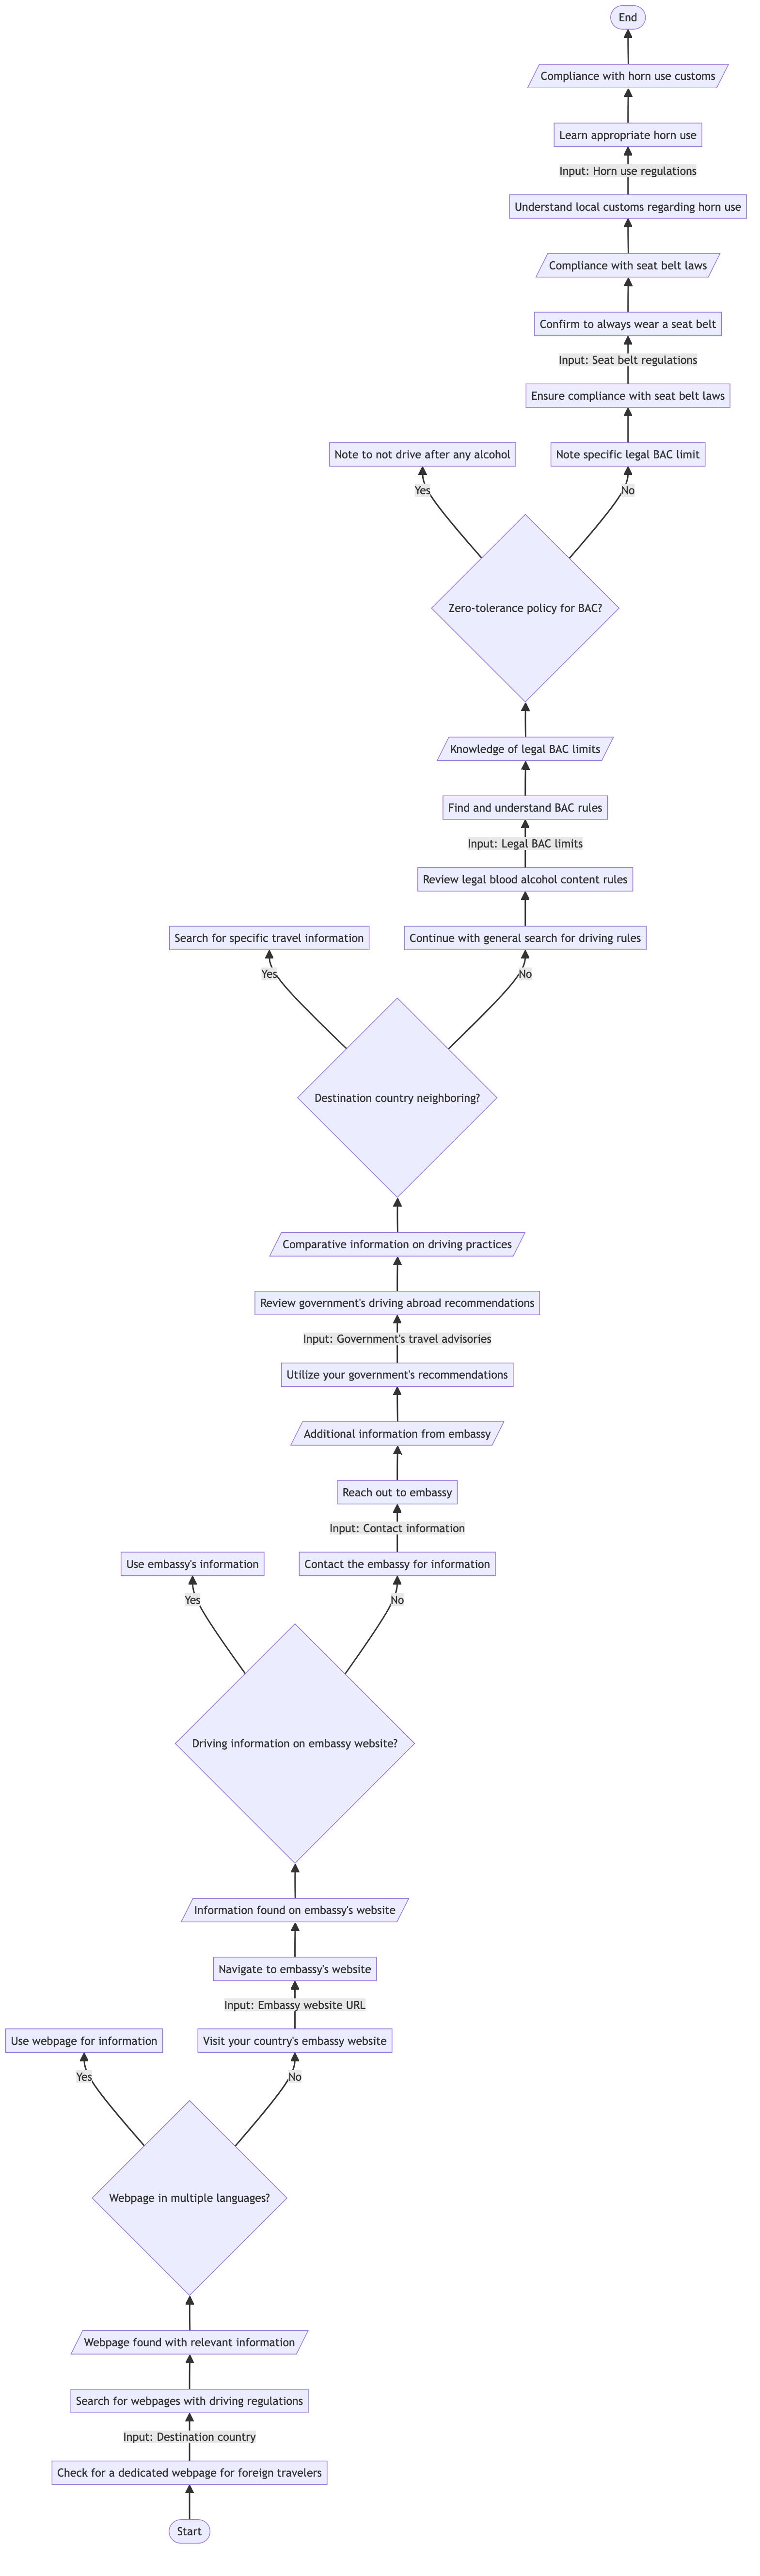 End
Compliance with horn use customs
Learn appropriate horn use
Input: Horn use regulations
Understand local customs regarding horn use
Compliance with seat belt laws
Confirm to always wear a seat belt
Input: Seat belt regulations
Ensure compliance with seat belt laws
Note to not drive after any alcohol
Note specific legal BAC limit
Yes
No
Zero-tolerance policy for BAC?
Knowledge of legal BAC limits
Find and understand BAC rules
Input: Legal BAC limits
Review legal blood alcohol content rules
Search for specific travel information
Continue with general search for driving rules
Yes
No
Destination country neighboring?
Comparative information on driving practices
Review government's driving abroad recommendations
Input: Government's travel advisories
Utilize your government's recommendations
Additional information from embassy
Reach out to embassy
Input: Contact information
Use embassy's information
Contact the embassy for information
Yes
No
Driving information on embassy website?
Information found on embassy's website
Navigate to embassy's website
Input: Embassy website URL
Use webpage for information
Visit your country's embassy website
Yes
No
Webpage in multiple languages?
Webpage found with relevant information
Search for webpages with driving regulations
Input: Destination country
Check for a dedicated webpage for foreign travelers
Start